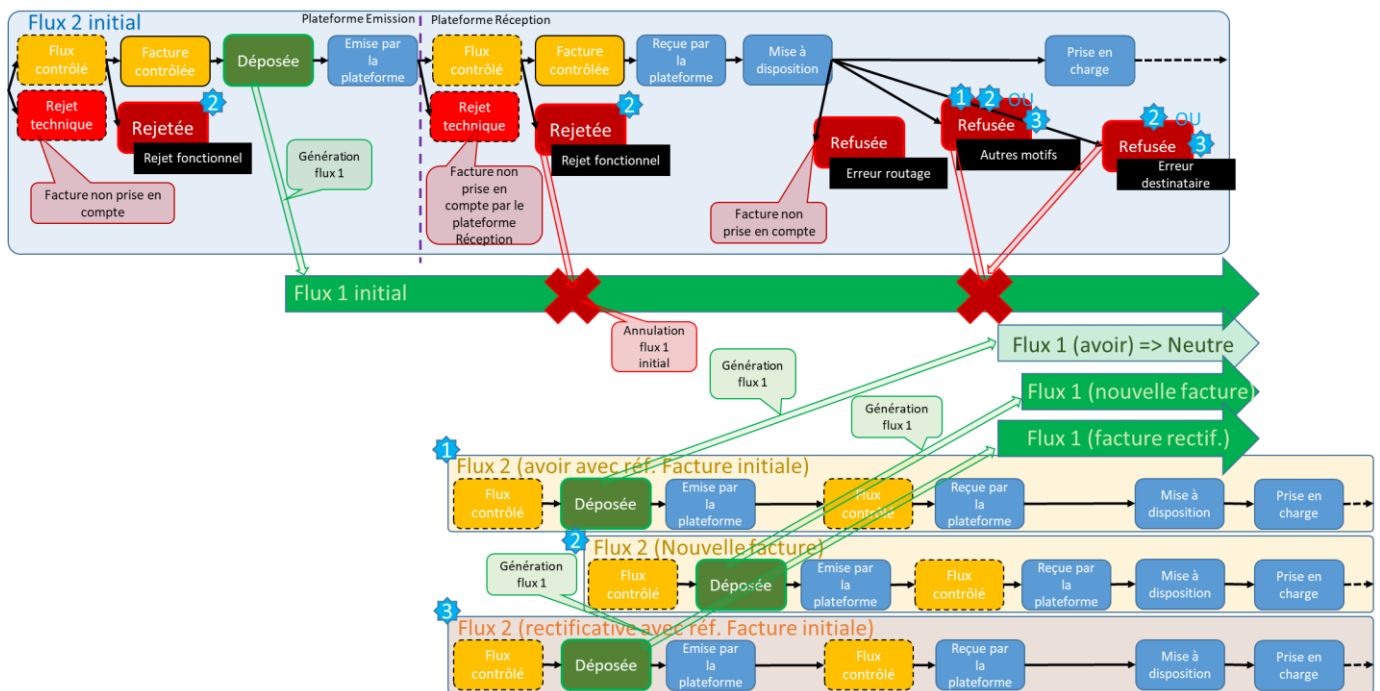 Flux 2 initial
Plateforme Emission
Plateforme Réception
Flux
contrôlé
Facture
contrôlée
Déposée
Emise par
la
plateforme
Flux
contrôlé
Facture
contrôlée
Reçue par
la
plateforme
Mise à
disposition
Prise en
charge
Rejet
technique
2
Rejetée
Rejet fonctionnel
Rejet
technique
2
Rejetée
Rejet fonctionnel
Refusée
Erreur routage
1
2
OU
3
Refusée
Autres motifs
2
OU
3
Refusée
Erreur
destinataire
Facture non prise en
compte
Génération
flux 1
Facture non
prise en
compte par le
plateforme
Réception
Facture non
prise en compte
Flux 1 initial
Annulation
flux 1
initial
Flux 1 (avoir) => Neutre
Génération
flux 1
Flux 1 (nouvelle facture)
Génération
flux 1
Flux 1 (facture rectif.)
1
Flux 2 (avoir avec réf. Facture initiale)
Flux
contrôlé
Déposée
Emise par
la
plateforme
Flux
contrôlé
Reçue par
la
plateforme
Mise à
disposition
Prise en
charge
2
Flux 2 (Nouvelle facture)
Génération
flux 1
Flux
contrôlé
Déposée
Emise par
la
plateforme
Flux
contrôlé
Reçue par
la
plateforme
Mise à
disposition
Prise en
charge
3
Flux 2 (rectificative avec réf. Facture initiale)
Flux
contrôlé
Déposée
Emise par
la
plateforme
Flux
contrôlé
Reçue par
la
plateforme
Mise à
disposition
Prise en
charge